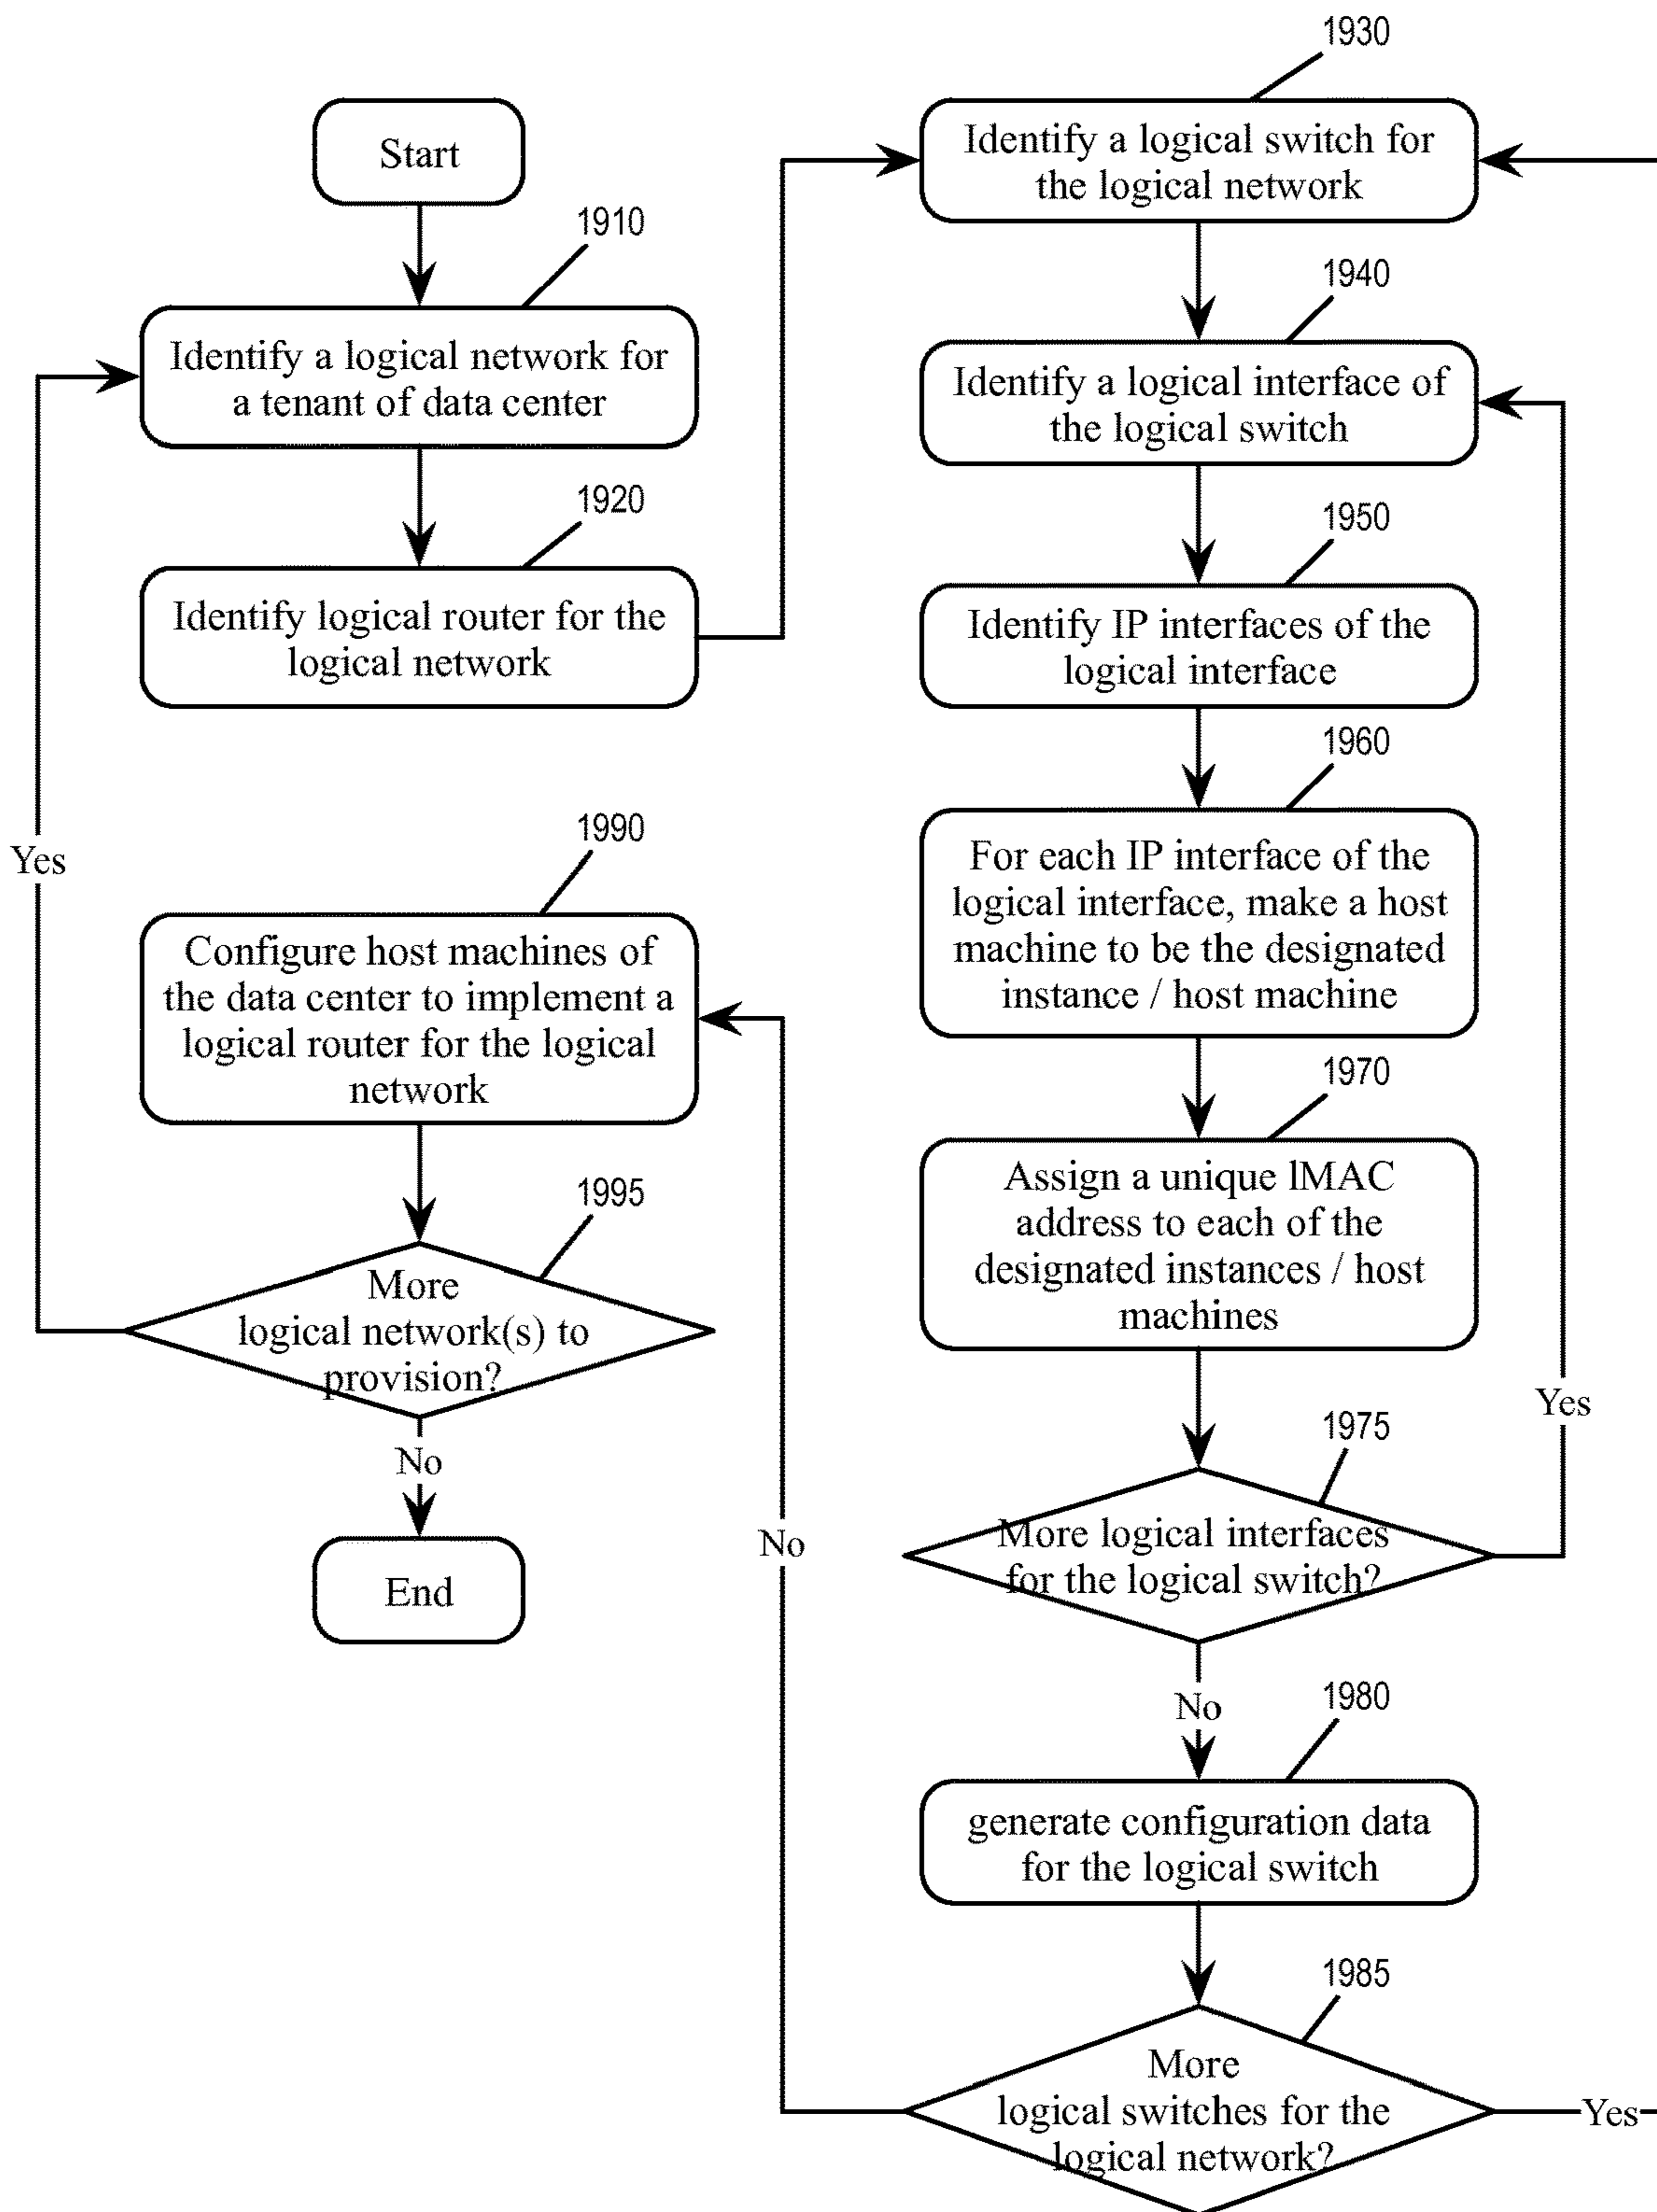 Start
1910
Identify a logical network for
a tenant of data center
1920
Identify logical router for the
logical network
Yes
1990
Configure host machines of
the data center to implement a
logical router for the logical
network
1995
More
logical network(s) to
provision?
No
End
1930
Identify a logical switch for
the logical network
1940
Identify a logical interface of
the logical switch
1950
Identify IP interfaces of the
logical interface
1960
For each IP interface of the
logical interface, make a host
machine to be the designated
instance / host machine
1970
Assign a unique lMAC
address to each of the
designated instances / host
machines
Yes
1975
More logical interfaces
for the logical switch?
No
No
1980
generate configuration data
for the logical switch
1985
More
logical switches for the
logical network?
Yes